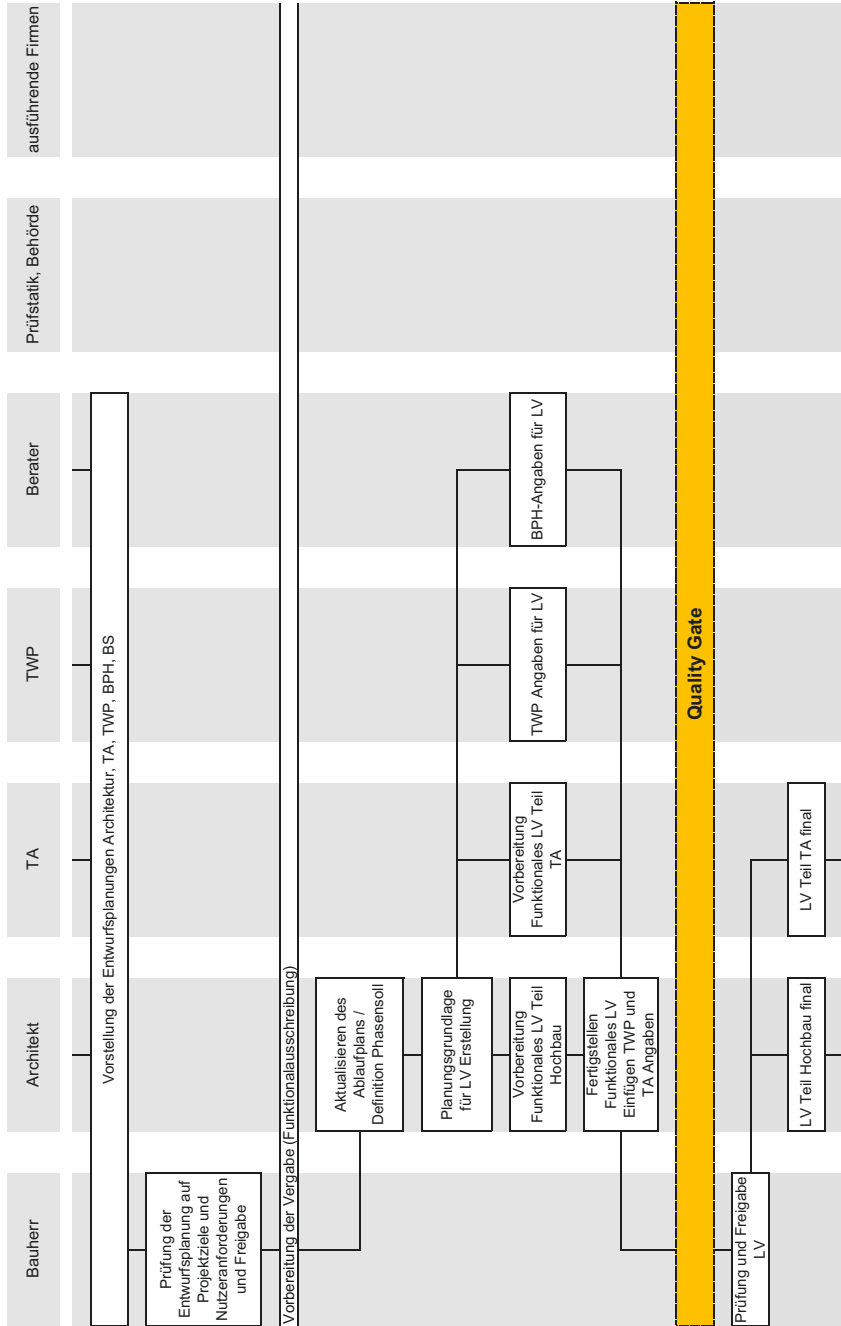 Bauherr
Architekt
TA
TWP
Berater
Prüfstatik, Behörde
ausführende Firmen
Vorstellung der Entwurfsplanungen Architektur, TA, TWP, BPH, BS
Prüfung der
Entwurfsplanung auf
Projektziele und
Nutzeranforderungen
und Freigabe
Vorbereitung der Vergabe (Funktionalausschreibung)
Aktualisieren des
Ablaufplans /
Definition Phasensoll
Planungsgrundlage
für LV Erstellung
Vorbereitung
Funktionales LV Teil
Hochbau
Vorbereitung
Funktionales LV Teil
TA
TWP Angaben für LV
BPH-Angaben für LV
Fertigstellen
Funktionales LV
Einfügen TWP und
TA Angaben
Quality Gate
Prüfung und Freigabe
LV
LV Teil Hochbau final
LV Teil TA final